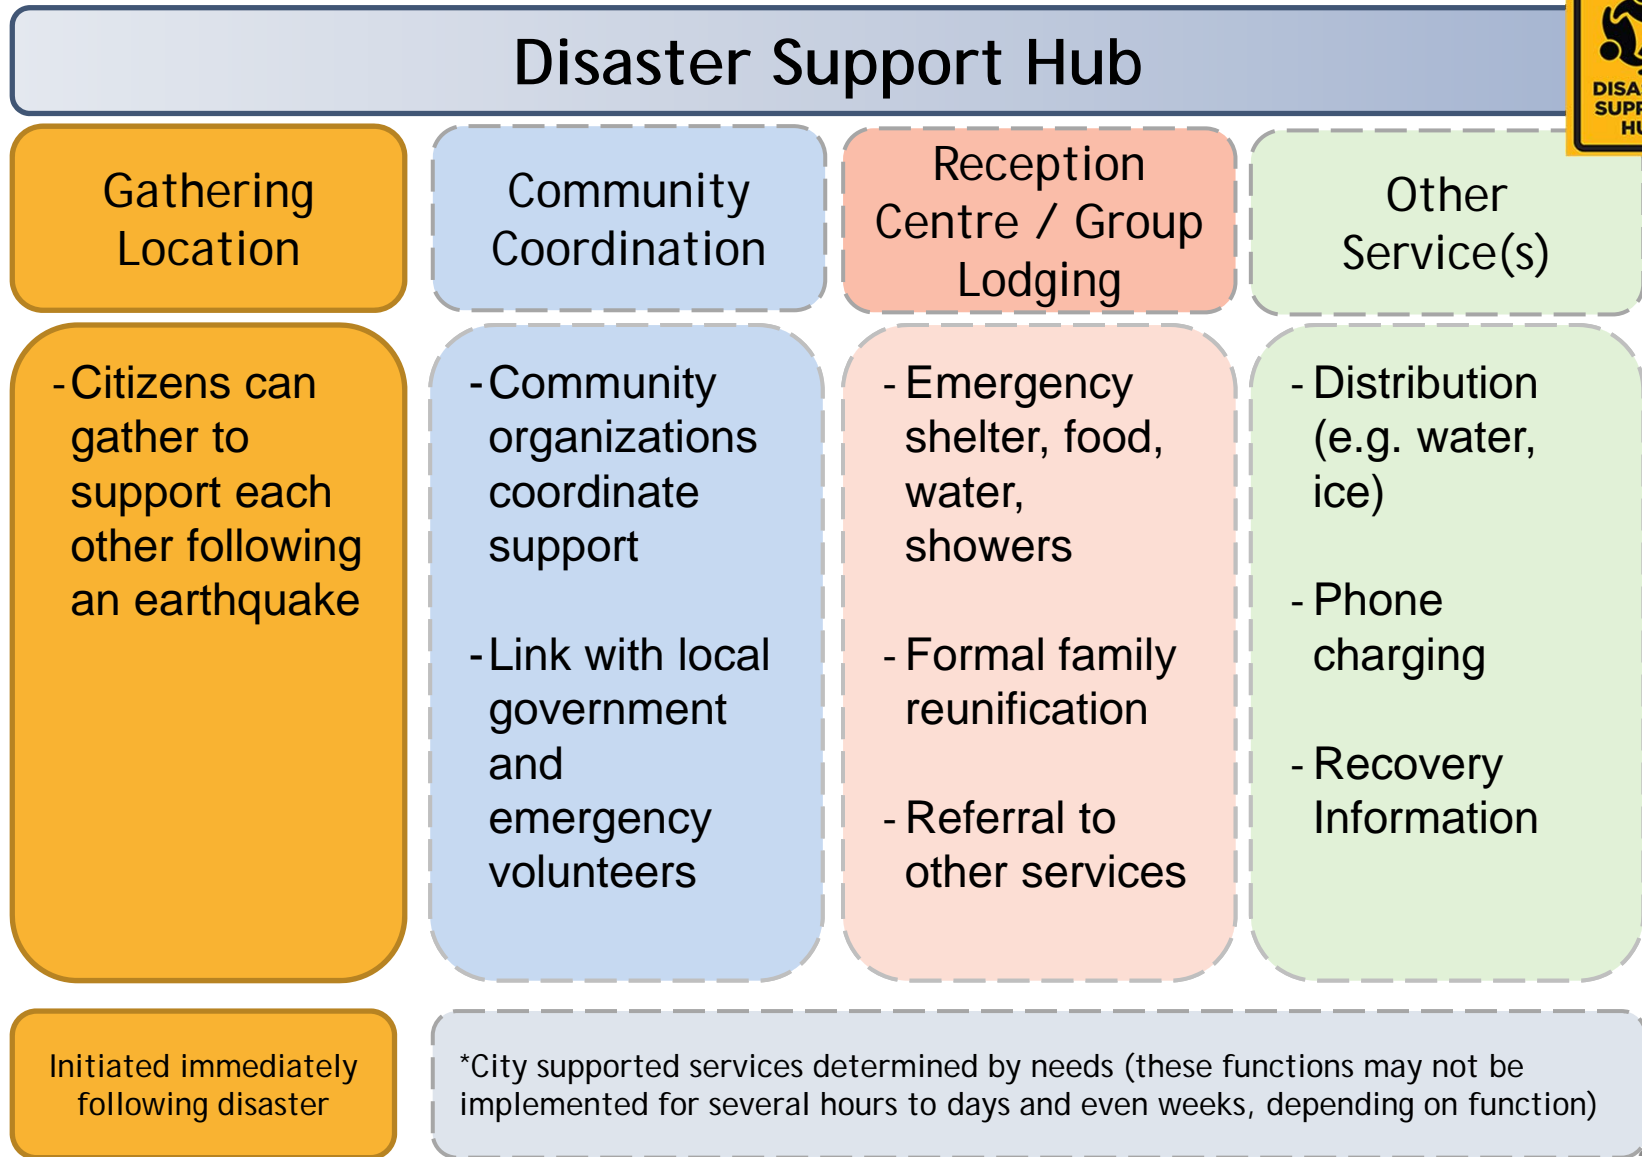 Disaster Support Hub
Gathering
Location
-Citizens can
gather to
support each
other following
an earthquake
Initiated immediately
following disaster
Community
Coordination
-Community
organizations
coordinate
support
-Link with local
government
and
emergency
volunteers
Reception
Centre / Group
Lodging
- Emergency
shelter, food,
water,
showers
- Formal family
reunification
- Referral to
other services
Other
Service(s)
- Distribution
(e.g. water,
ice)
- Phone
charging
- Recovery
Information
*City supported services determined by needs (these functions may not be
implemented for several hours to days and even weeks, depending on function)